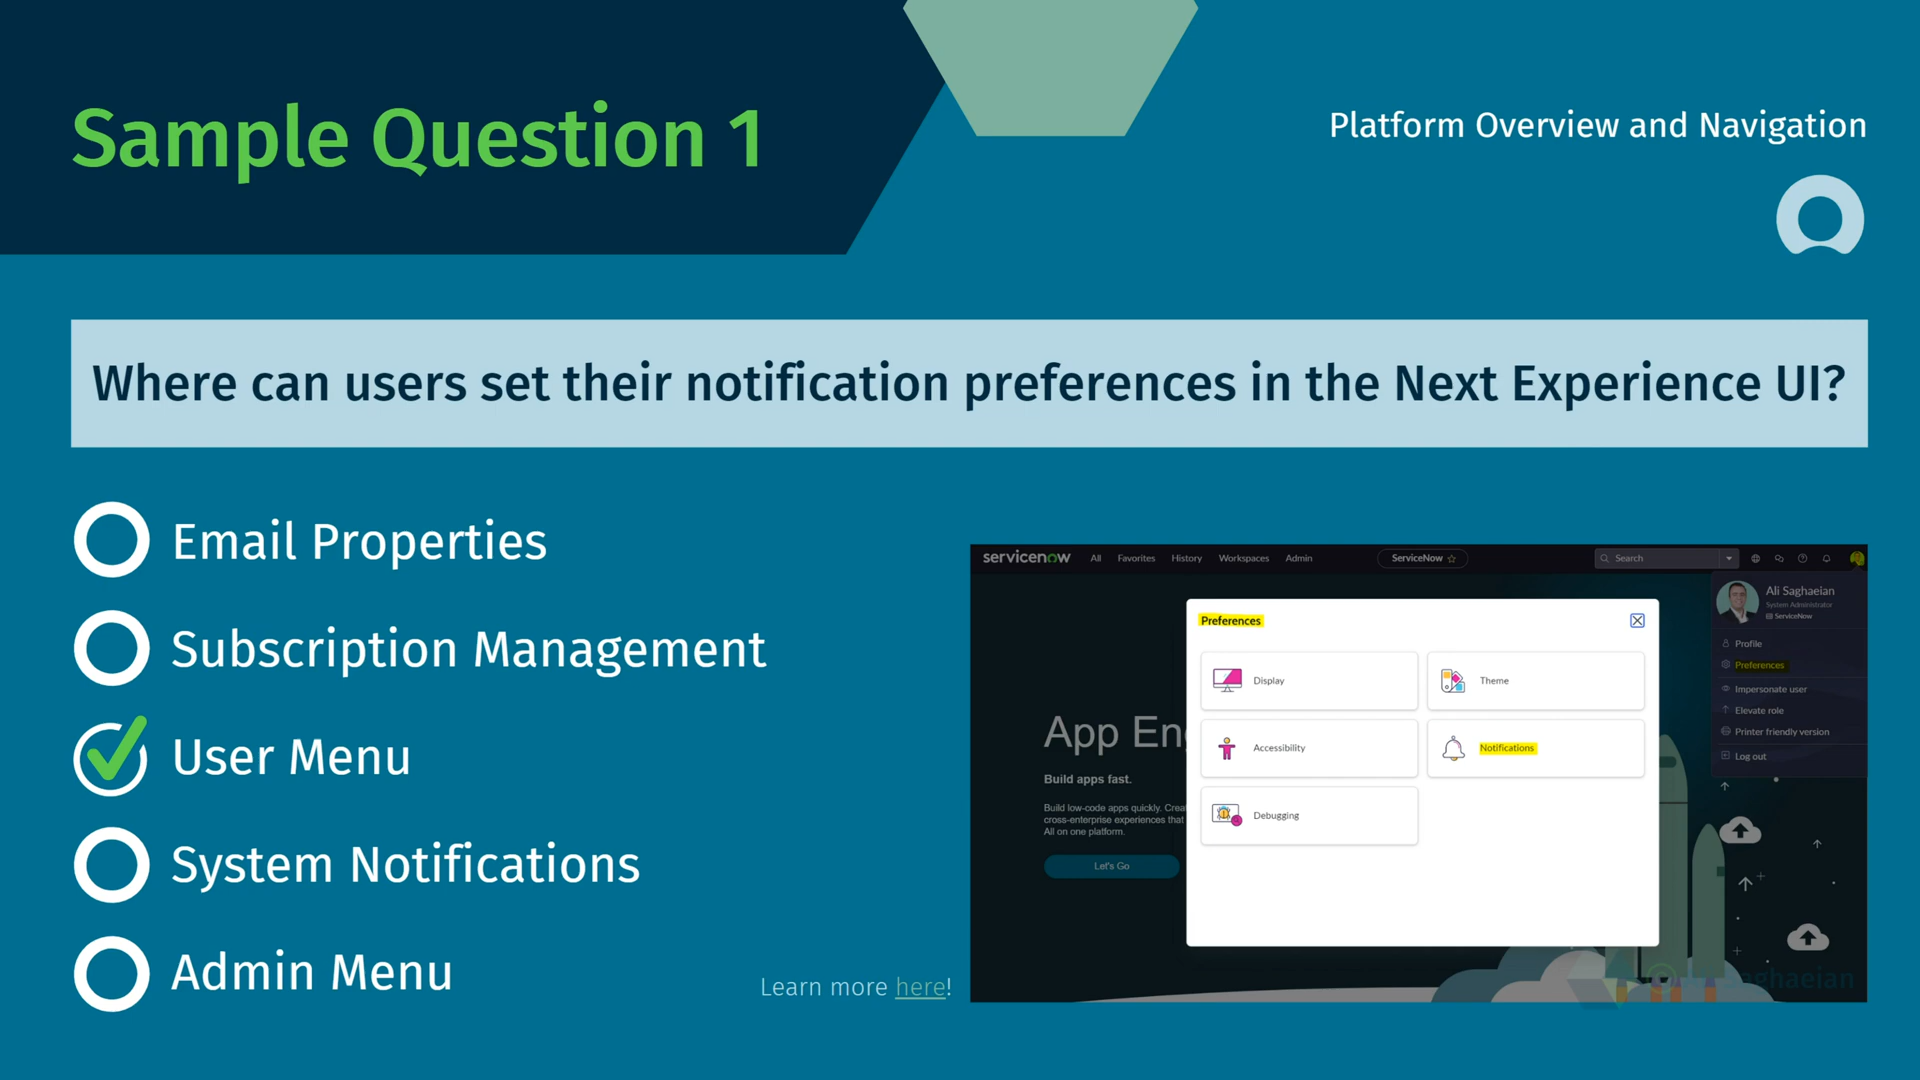 Sample Question 1
Platform Overview and Navigation
Where can users set their notification preferences in the Next Experience UI?
Email Properties
Subscription Management
User Menu
System Notifications
Admin Menu
Learn more here!
servicenow All Favorites History Workspaces Admin ServiceNow Search
Ali Saghaeian
System Administrator
ServiceNow
Profile
Preferences
Impersonate user
Elevate role
Printer friendly version
Log out
Preferences
Display
Theme
Accessibility
Notifications
Debugging
App En
Build apps fast.
Build low-code apps quickly. Crea
cross-enterprise experiences that
All on one platform.
Let's Go
ghaeian